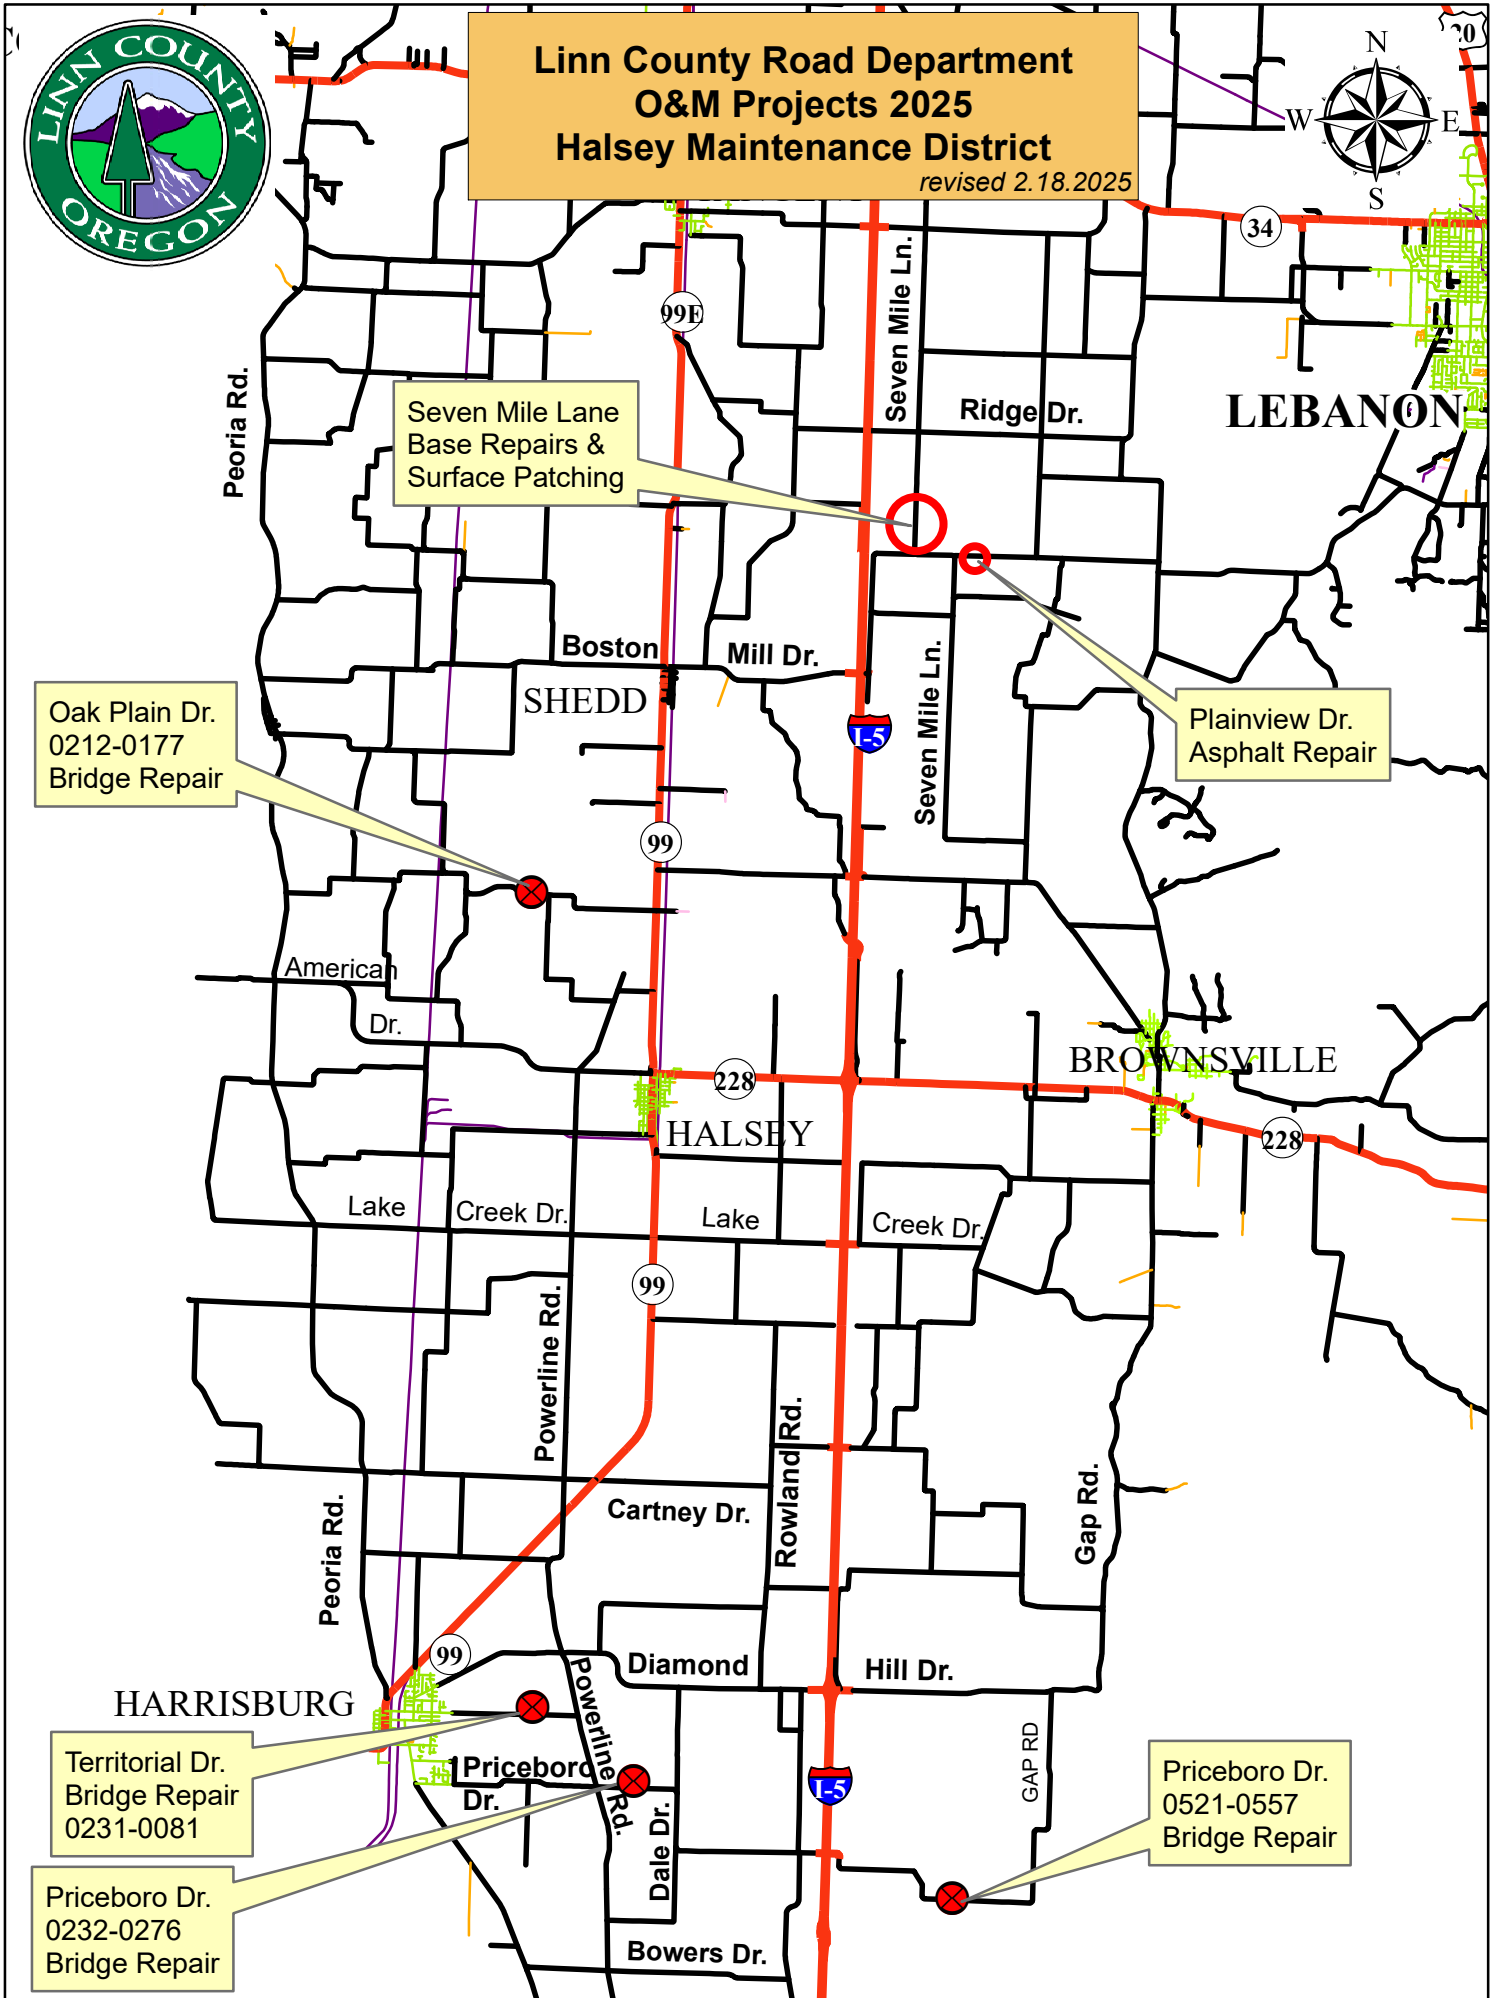 LINN COUNTY
OREGON
Linn County Road Department
O&M Projects 2025
Halsey Maintenance District
revised 2.18.2025
N
W
E
S
20
34
99E
Seven Mile Ln.
Peoria Rd.
Ridge Dr.
LEBANON
Seven Mile Lane
Base Repairs &
Surface Patching
Boston
Mill Dr.
SHEDD
Seven Mile Ln.
I-5
Oak Plain Dr.
0212-0177
Bridge Repair
Plainview Dr.
Asphalt Repair
99
American
Dr.
BROWNSVILLE
228
HALSEY
228
Lake
Creek Dr.
Lake
Creek Dr.
99
Powerline Rd.
Rowland Rd.
Cartney Dr.
Gap Rd.
Peoria Rd.
99
Diamond
Hill Dr.
HARRISBURG
Powerline Rd.
GAP RD
Territorial Dr.
Bridge Repair
0231-0081
Priceboro
Dr.
I-5
Dale Dr.
Priceboro Dr.
0521-0557
Bridge Repair
Priceboro Dr.
0232-0276
Bridge Repair
Bowers Dr.